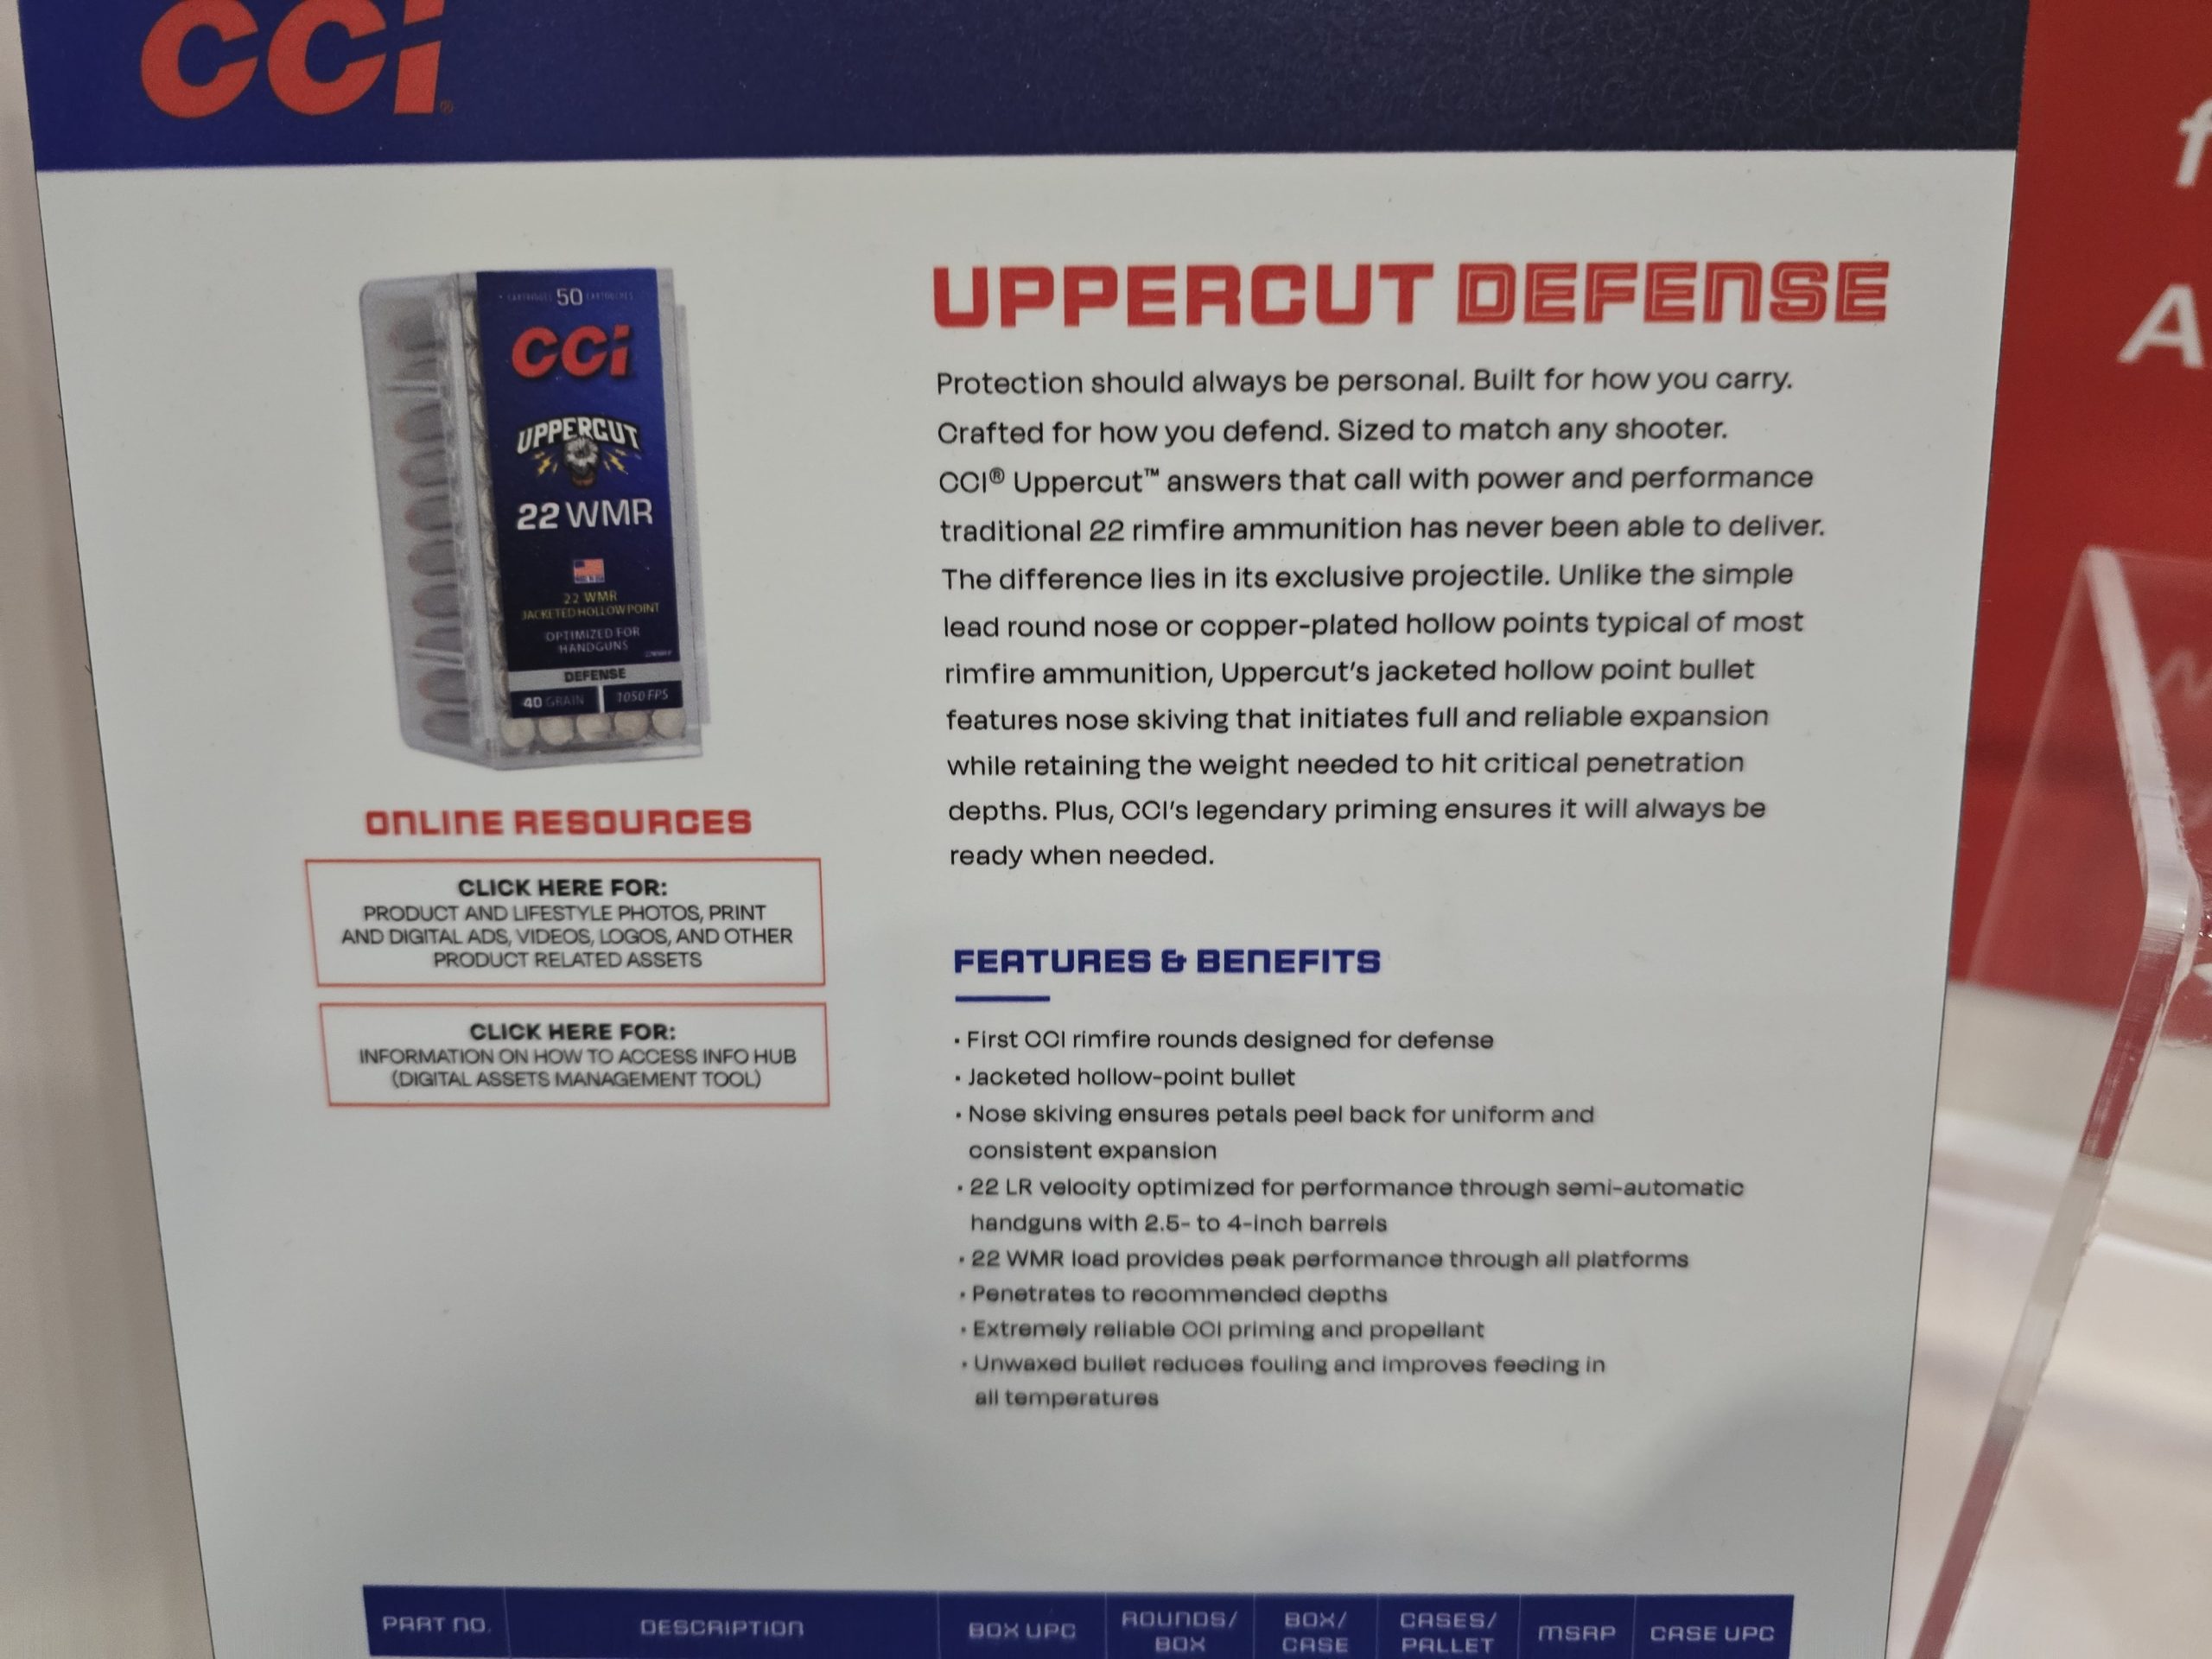 CCI®
50
CCI
UPPERCUT
22 WMR
22 WMR
JACKETED HOLLOW POINT
OPTIMIZED FOR
HANDGUNS
DEFENSE
40 GRAIN 1050 FPS
ONLINE RESOURCES
CLICK HERE FOR:
PRODUCT AND LIFESTYLE PHOTOS, PRINT
AND DIGITAL ADS, VIDEOS, LOGOS, AND OTHER
PRODUCT RELATED ASSETS
CLICK HERE FOR:
INFORMATION ON HOW TO ACCESS INFO HUB
(DIGITAL ASSETS MANAGEMENT TOOL)
UPPERCUT DEFENSE
Protection should always be personal. Built for how you carry.
Crafted for how you defend. Sized to match any shooter.
CCI® Uppercut™ answers that call with power and performance
traditional 22 rimfire ammunition has never been able to deliver.
The difference lies in its exclusive projectile. Unlike the simple
lead round nose or copper-plated hollow points typical of most
rimfire ammunition, Uppercut's jacketed hollow point bullet
features nose skiving that initiates full and reliable expansion
while retaining the weight needed to hit critical penetration
depths. Plus, CCI's legendary priming ensures it will always be
ready when needed.
FEATURES & BENEFITS
• First CCI rimfire rounds designed for defense
• Jacketed hollow-point bullet
• Nose skiving ensures petals peel back for uniform and
consistent expansion
• 22 LR velocity optimized for performance through semi-automatic
handguns with 2.5- to 4-inch barrels
• 22 WMR load provides peak performance through all platforms
• Penetrates to recommended depths
• Extremely reliable CCI priming and propellant
• Unwaxed bullet reduces fouling and improves feeding in
all temperatures
PART NO. DESCRIPTION BOX UPC ROUNDS/ BOX BOX/ CASE CASES/ PALLET MSRP CASE UPC
f
A